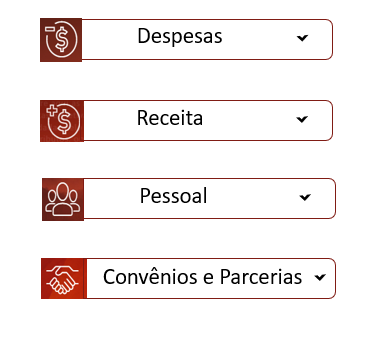 Despesas
Receita
Pessoal
Convênios e Parcerias